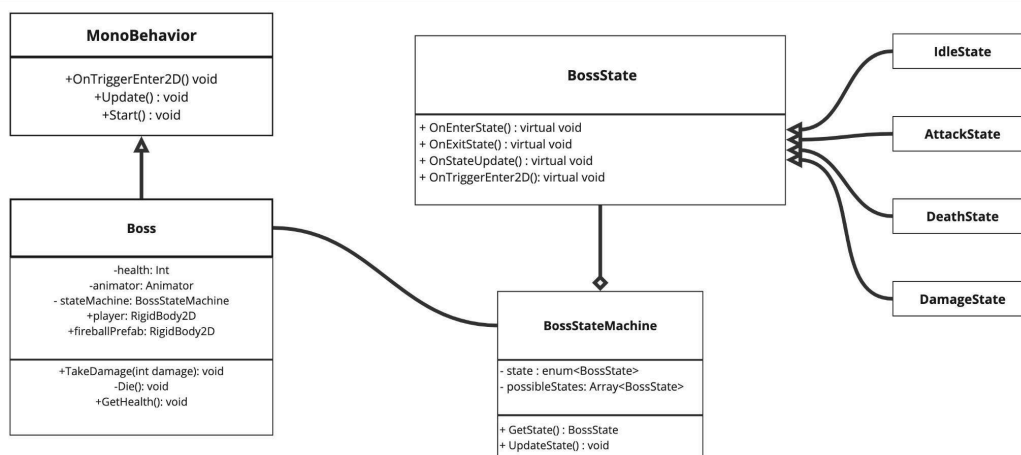 MonoBehavior
+OnTriggerEnter2D() void
+Update() : void
+Start() : void
Boss
-health: Int
-animator: Animator
- stateMachine: BossStateMachine
+player: RigidBody2D
+fireballPrefab: RigidBody2D
+TakeDamage(int damage): void
-Die(): void
+GetHealth(): void
BossState
+ OnEnterState() : virtual void
+ OnExitState() : virtual void
+ OnStateUpdate() : virtual void
+ OnTriggerEnter2D(): virtual void
BossStateMachine
- state : enum<BossState>
- possibleStates: Array<BossState>
+ GetState() : BossState
+ UpdateState() : void
IdleState
AttackState
DeathState
DamageState